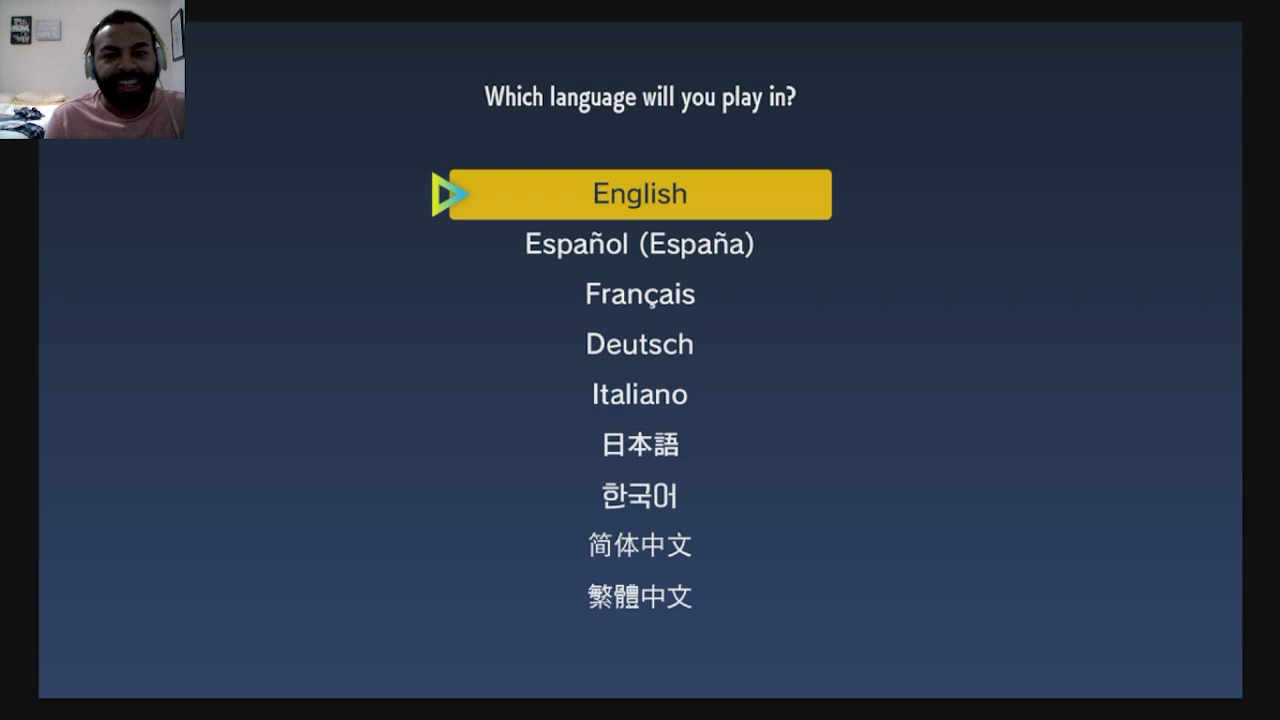 Which language will you play in?
English
Español (España)
Français
Deutsch
Italiano
日本語
한국어
简体中文
繁體中文